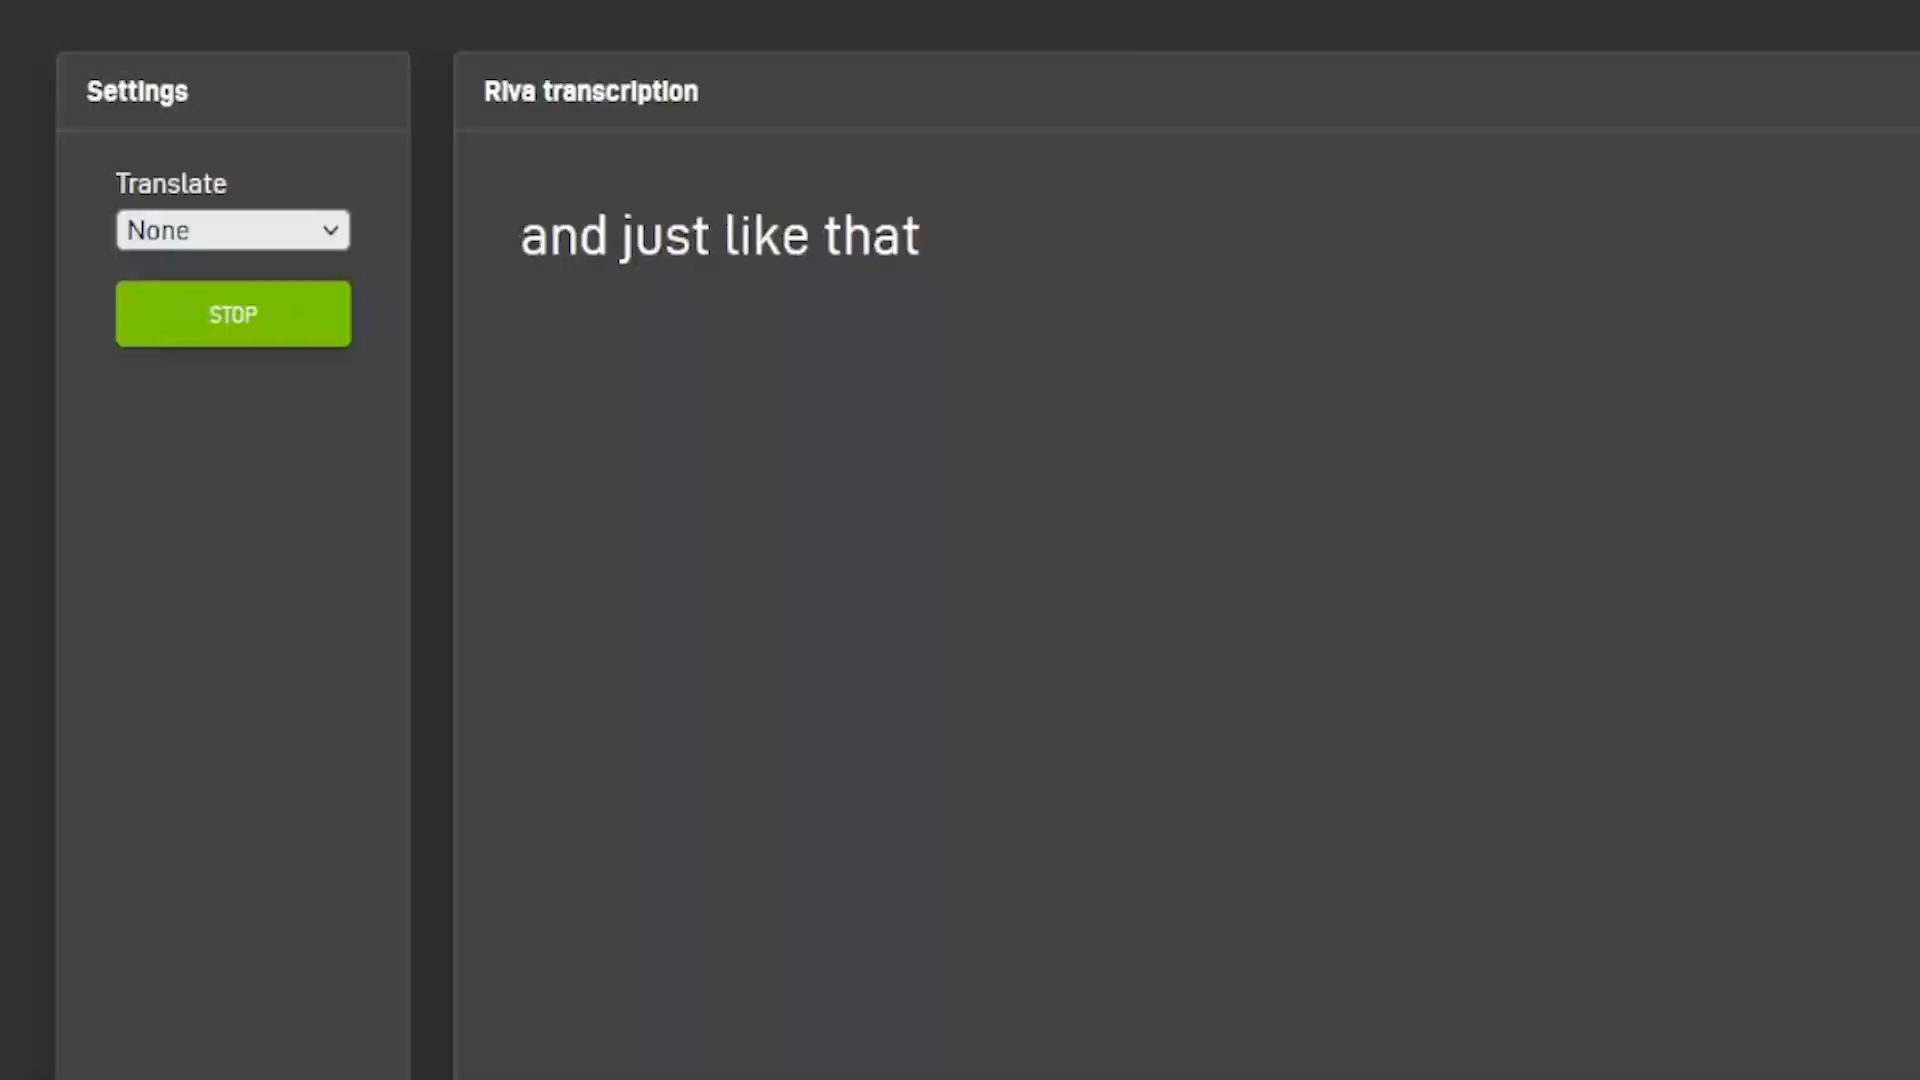 Settings
Riva transcription
Translate
None
STOP
and just like that